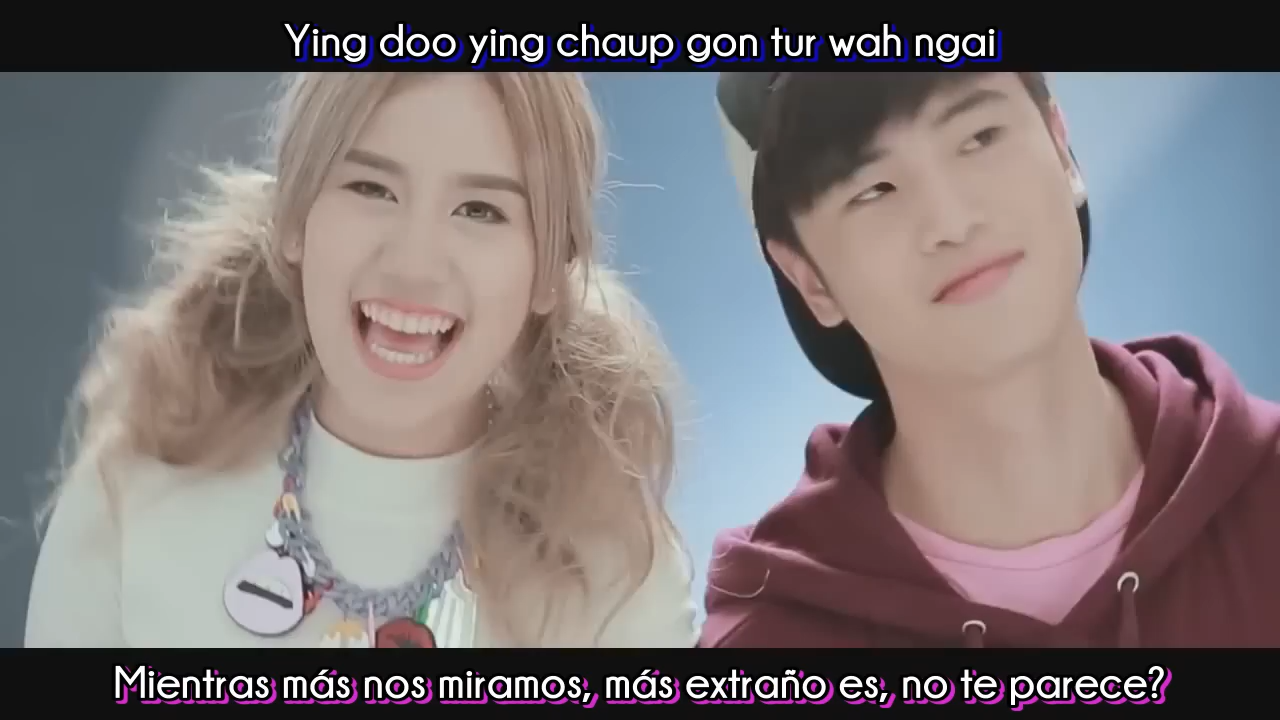 Ying doo ying chaup gon tur wah ngai
Mientras más nos miramos, más extraño es, no te parece?